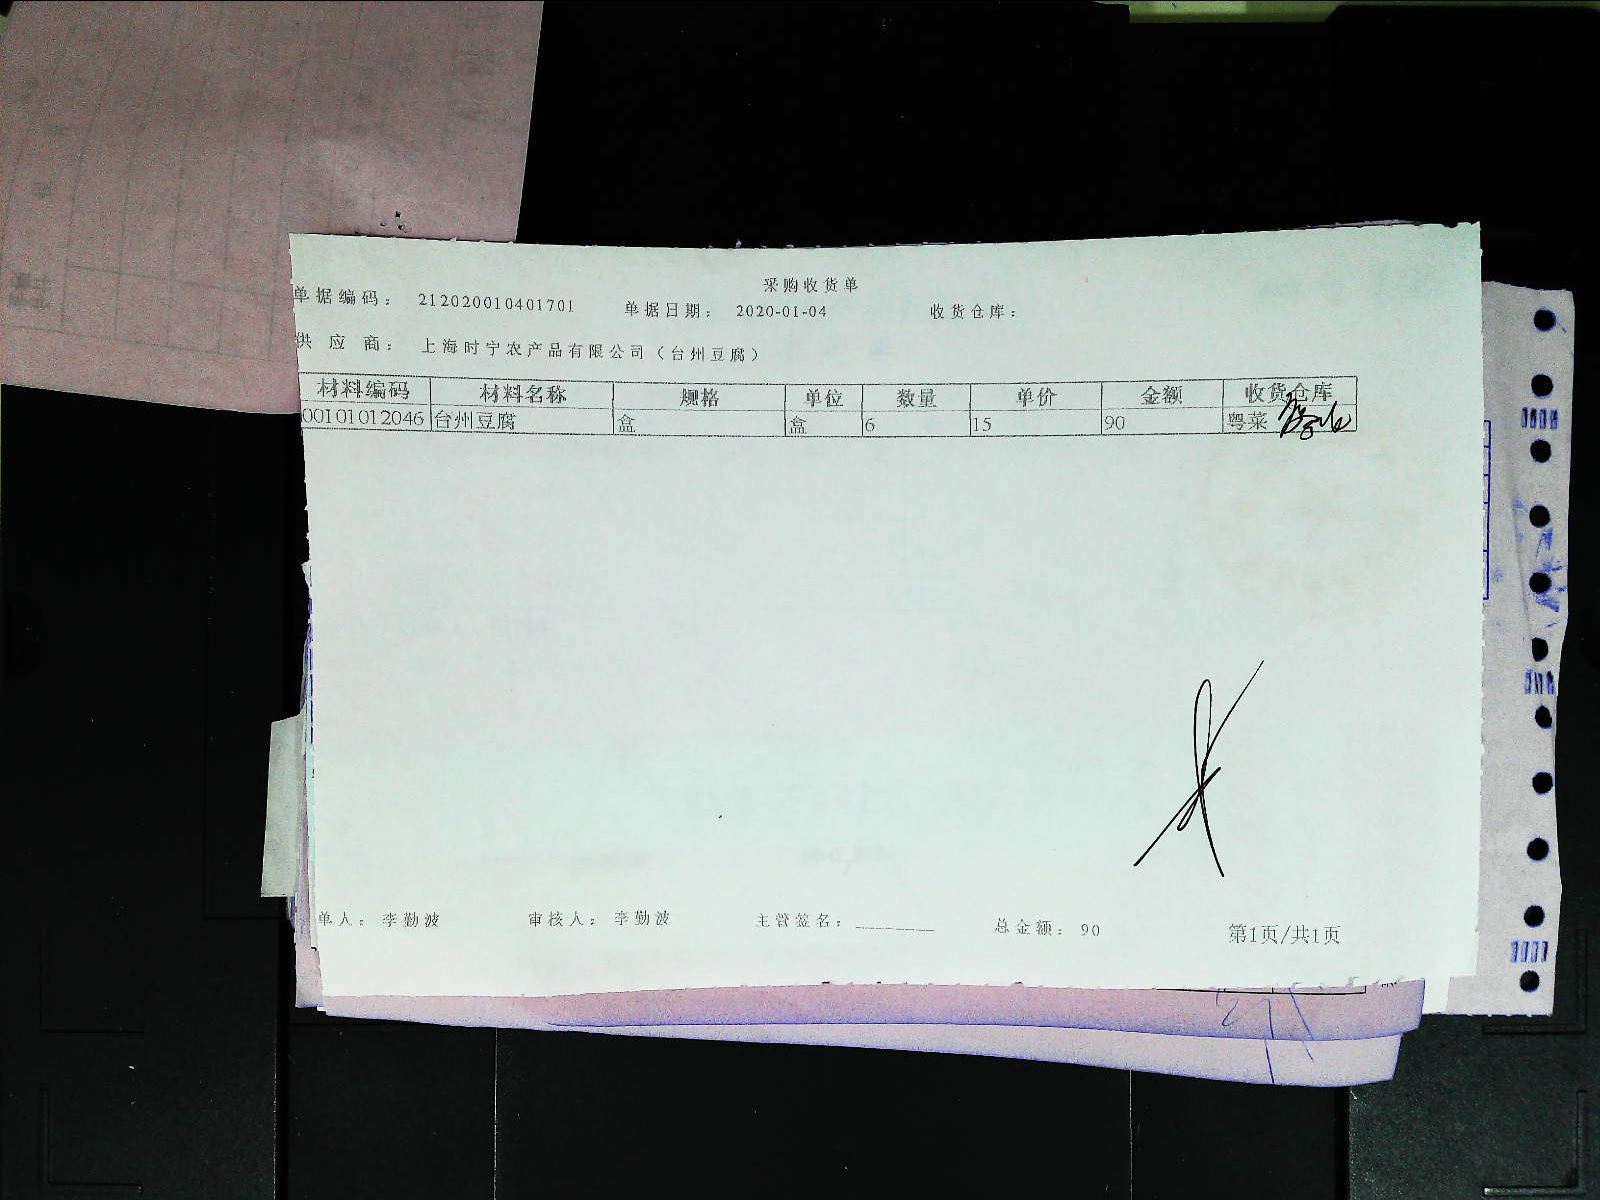 采购收货单
单据编码： 212020010401701 单据日期： 2020-01-04 收货仓库：
供 应 商： 上海时宁农产品有限公司（台州豆腐）
材料编码 材料名称 规格 单位 数量 单价 金额 收货仓库
00101012046 台州豆腐 盒 盒 6 15 90 粤菜
单人： 李勤波 审核人： 李勤波 主管签名： 总金额： 90 第1页/共1页